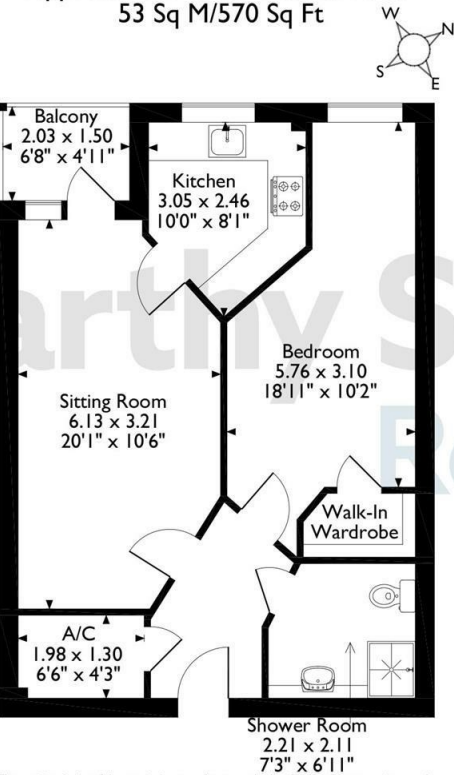 53 Sq M/570 Sq Ft
W
N
S
E
Balcony
2.03 x 1.50
6'8" x 4'11"
Kitchen
3.05 x 2.46
10'0" x 8'1"
arthy S
Bedroom
5.76 x 3.10
18'11" x 10'2"
Sitting Room
6.13 x 3.21
20'1" x 10'6"
Re
Walk-In
Wardrobe
A/C
1.98 x 1.30
6'6" x 4'3"
Shower Room
2.21 x 2.11
7'3" x 6'11"